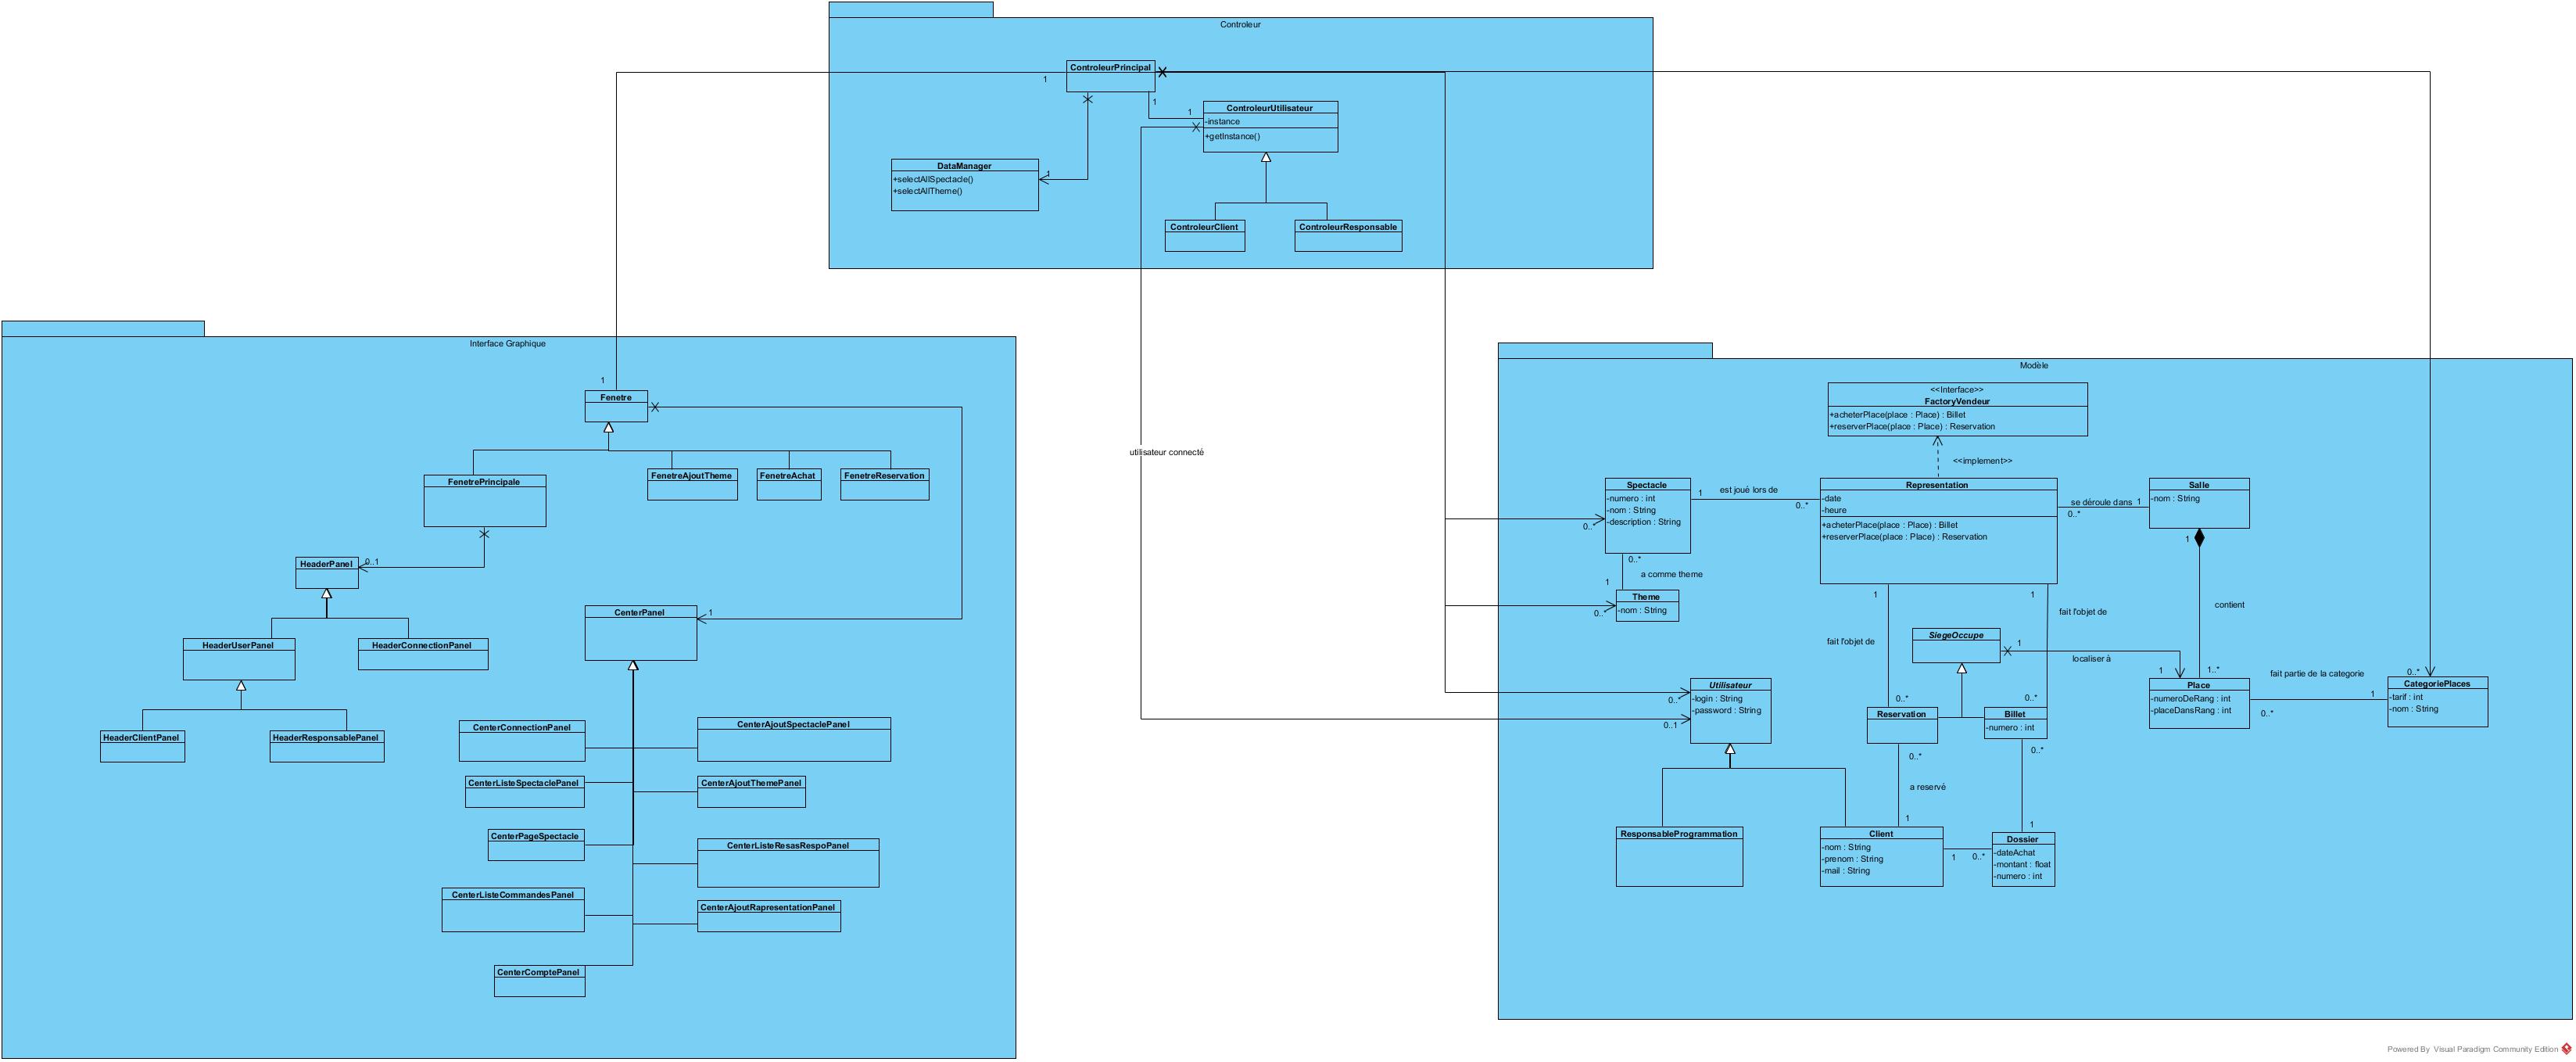 Controleur
ControleurPrincipal
1
1
1
ControleurUtilisateur
-instance
+getInstance()
DataManager
+selectAllSpectacle()
+selectAllTheme()
1
ControleurClient
ControleurResponsable
Interface Graphique
1
Fenetre
FenetrePrincipale
FenetreAjoutTheme
FenetreAchat
FenetreReservation
HeaderPanel
0..1
HeaderUserPanel
HeaderConnectionPanel
HeaderClientPanel
HeaderResponsablePanel
CenterPanel
1
CenterConnectionPanel
CenterAjoutSpectaclePanel
CenterListeSpectaclePanel
CenterAjoutThemePanel
CenterPageSpectacle
CenterListeResasRespoPanel
CenterListeCommandesPanel
CenterAjoutRapresentationPanel
CenterComptePanel
utilisateur connecté
Modèle
<<Interface>>
FactoryVendeur
+acheterPlace(place : Place) : Billet
+reserverPlace(place : Place) : Reservation
<<implement>>
Spectacle
-numero : int
-nom : String
-description : String
0..*
1
est joué lors de
0..*
Representation
-date
-heure
+acheterPlace(place : Place) : Billet
+reserverPlace(place : Place) : Reservation
se déroule dans
1
0..*
Salle
-nom : String
1
contient
1..*
0..*
a comme theme
1
Theme
-nom : String
0..*
1
fait l'objet de
0..*
1
fait l'objet de
0..*
SiegeOccupe
1
localiser à
1
Place
-numeroDeRang : int
-placeDansRang : int
fait partie de la categorie
0..*
1
0..*
CategoriePlaces
-tarif : int
-nom : String
Utilisateur
-login : String
-password : String
0..*
0..1
Reservation
Billet
-numero : int
0..*
a reservé
1
0..*
1
ResponsableProgrammation
Client
-nom : String
-prenom : String
-mail : String
1
0..*
Dossier
-dateAchat
-montant : float
-numero : int
Powered By Visual Paradigm Community Edition